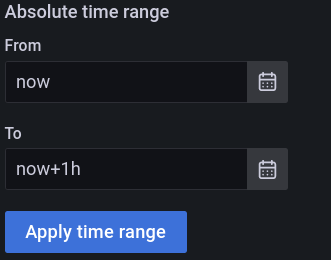 Absolute time range
From
now
To
now+1h
Apply time range